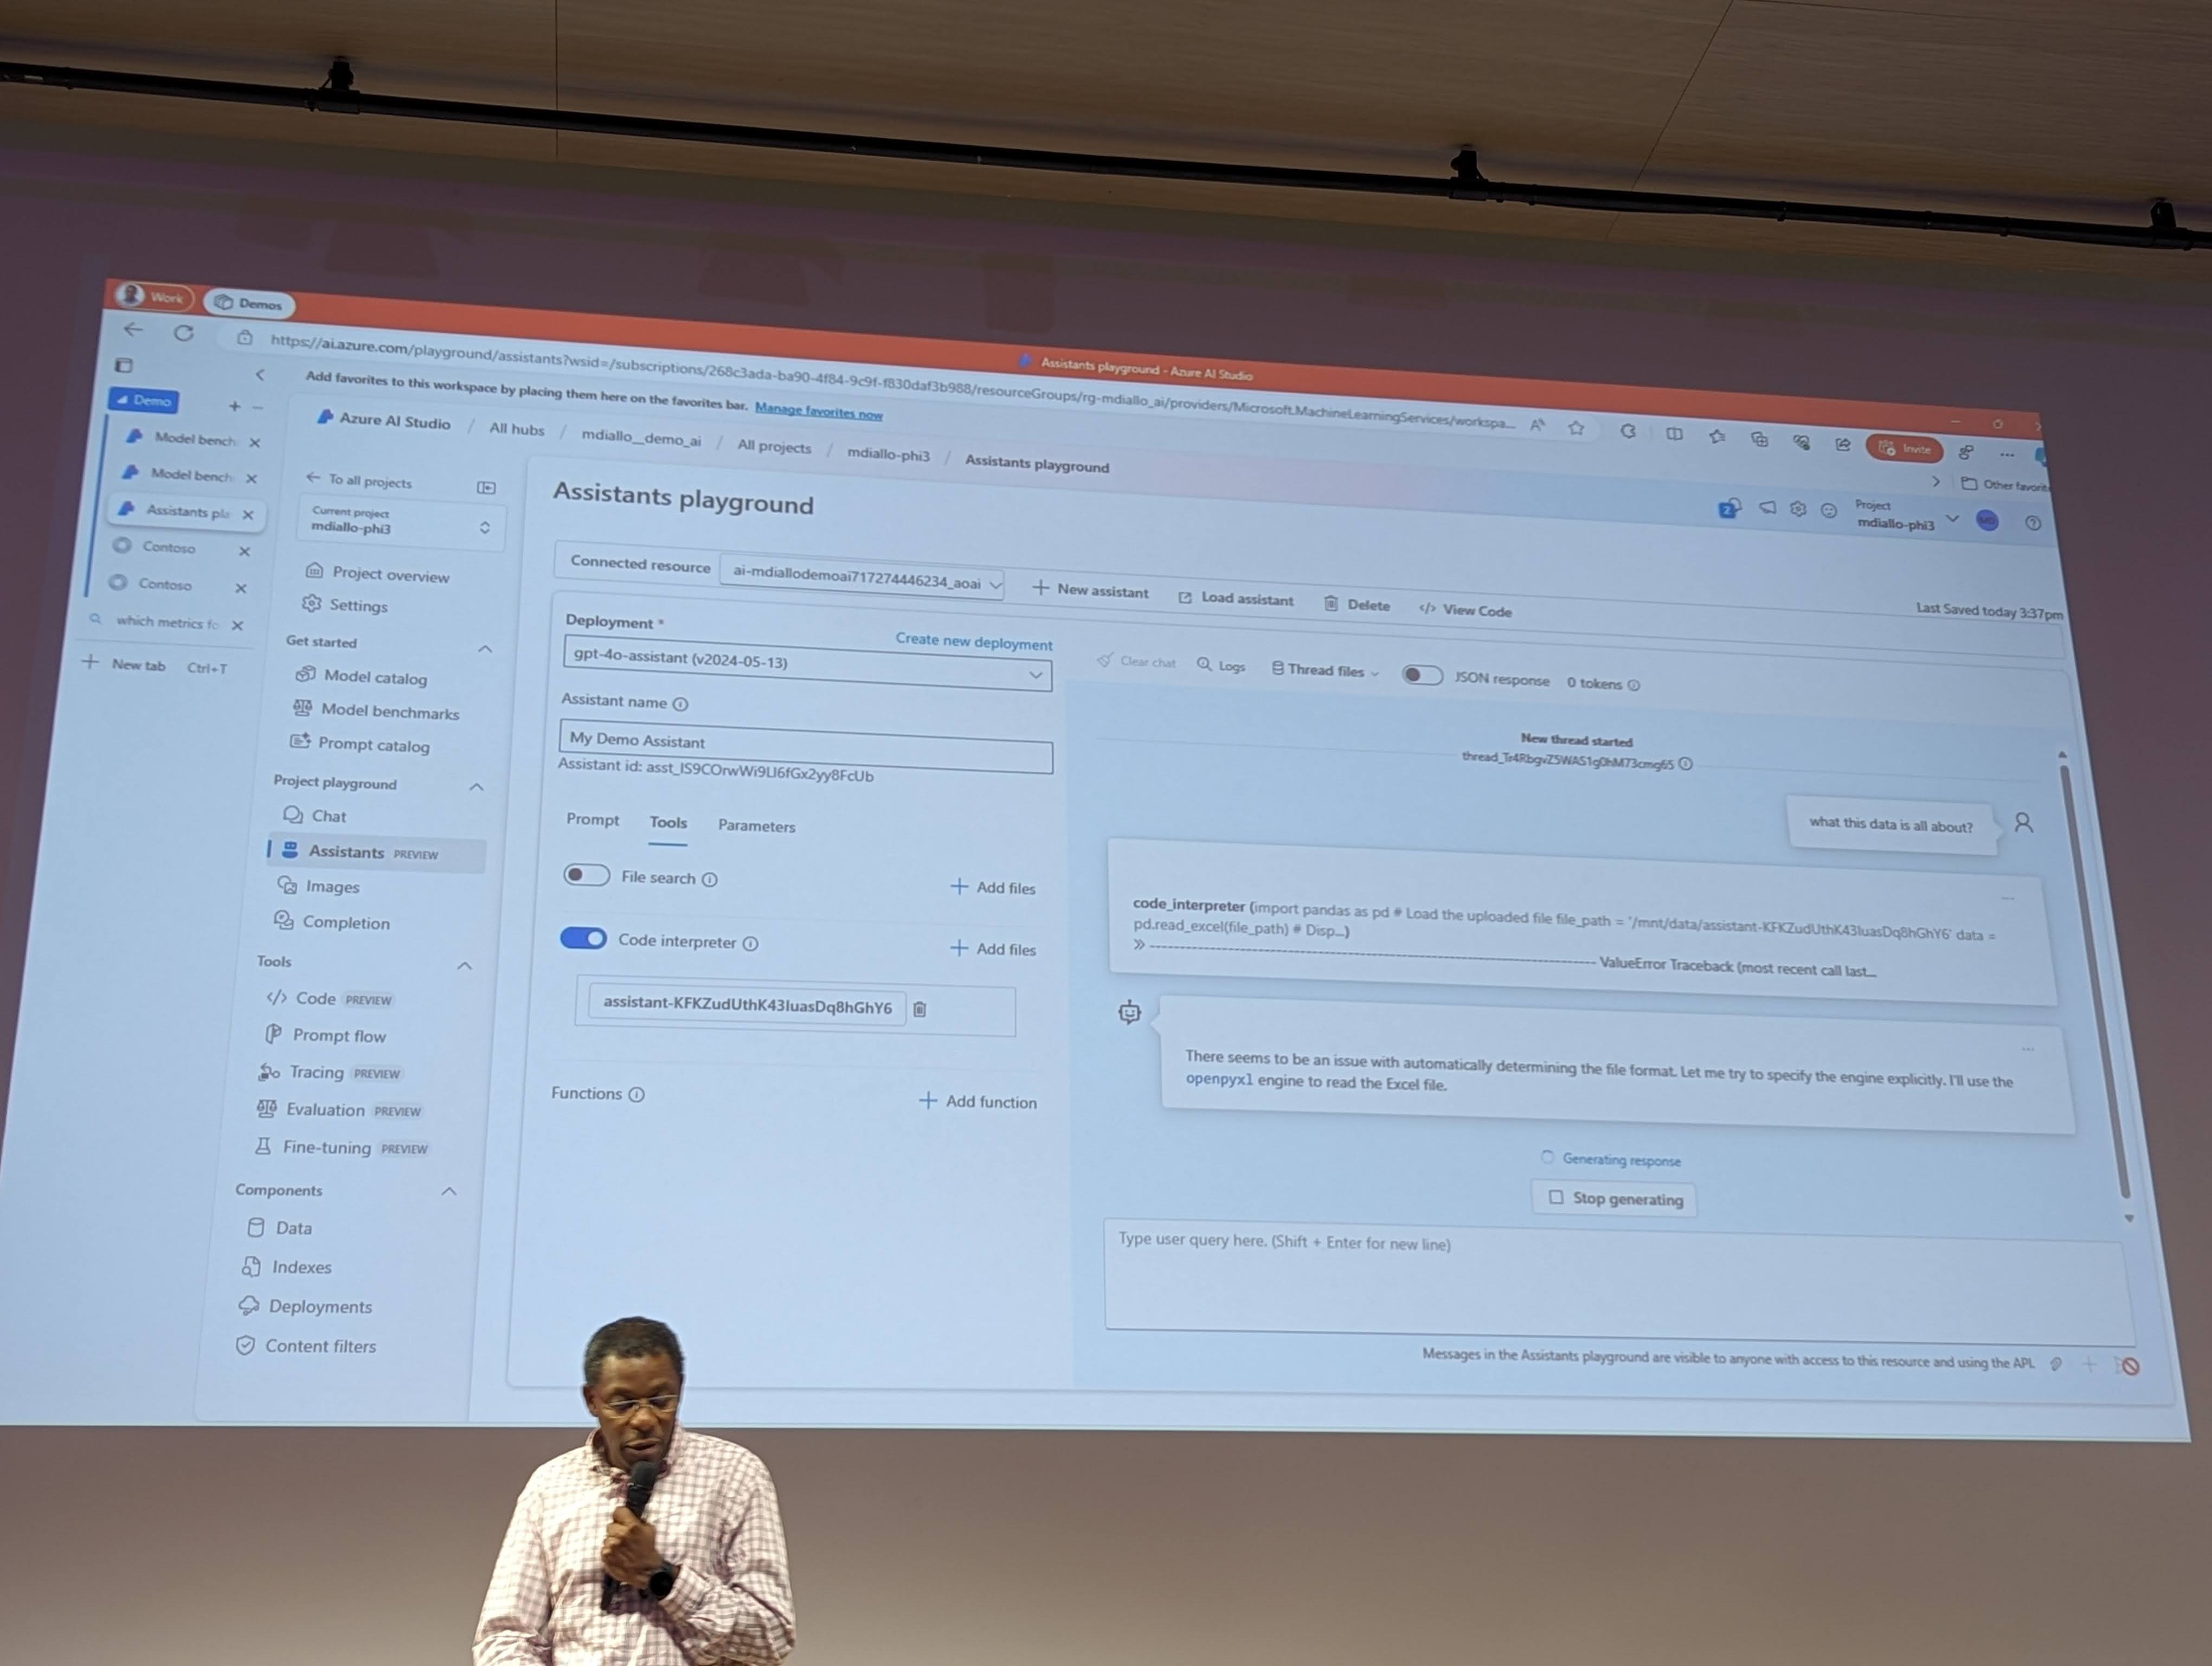 Work
Demos
Assistants playground - Azure AI Studio
https://ai.azure.com/playground/assistants?wsid=/subscriptions/268c3ada-ba90-4f84-9c9f-f830daf3b988/resourceGroups/rg-mdiallo_ai/providers/Microsoft.MachineLearningServices/workspa...
Invite
Add favorites to this workspace by placing them here on the favorites bar. Manage favorites now
Other favorit
Demo
Model bench
Model bench
Assistants pla
Contoso
Contoso
which metrics fo
New tab Ctrl+T
Azure AI Studio / All hubs / mdiallo__demo_ai / All projects / mdiallo-phi3 / Assistants playground
2
Project
mdiallo-phi3
To all projects
Current project
mdiallo-phi3
Project overview
Settings
Get started
Model catalog
Model benchmarks
Prompt catalog
Project playground
Chat
Assistants PREVIEW
Images
Completion
Tools
Code PREVIEW
Prompt flow
Tracing PREVIEW
Evaluation PREVIEW
Fine-tuning PREVIEW
Components
Data
Indexes
Deployments
Content filters
Assistants playground
Connected resource ai-mdiallodemoai717274446234_aoai
New assistant
Load assistant
Delete
View Code
Last Saved today 3:37pm
Deployment *
Create new deployment
gpt-4o-assistant (v2024-05-13)
Assistant name
My Demo Assistant
Assistant id: asst_IS9COrwWi9LI6fGx2yy8FcUb
Prompt Tools Parameters
File search
Add files
Code interpreter
Add files
assistant-KFKZudUthK43IuasDq8hGhY6
Functions
Add function
Clear chat
Logs
Thread files
JSON response
0 tokens
New thread started
thread_Tr4RbgvZ5WAS1g0hM73cmg65
what this data is all about?
code_interpreter (import pandas as pd # Load the uploaded file file_path = '/mnt/data/assistant-KFKZudUthK43IuasDq8hGhY6' data =
pd.read_excel(file_path) # Disp...)
» --------------------------------------------------------------------------- ValueError Traceback (most recent call last...
There seems to be an issue with automatically determining the file format. Let me try to specify the engine explicitly. I'll use the
openpyxl engine to read the Excel file.
Generating response
Stop generating
Type user query here. (Shift + Enter for new line)
Messages in the Assistants playground are visible to anyone with access to this resource and using the API.